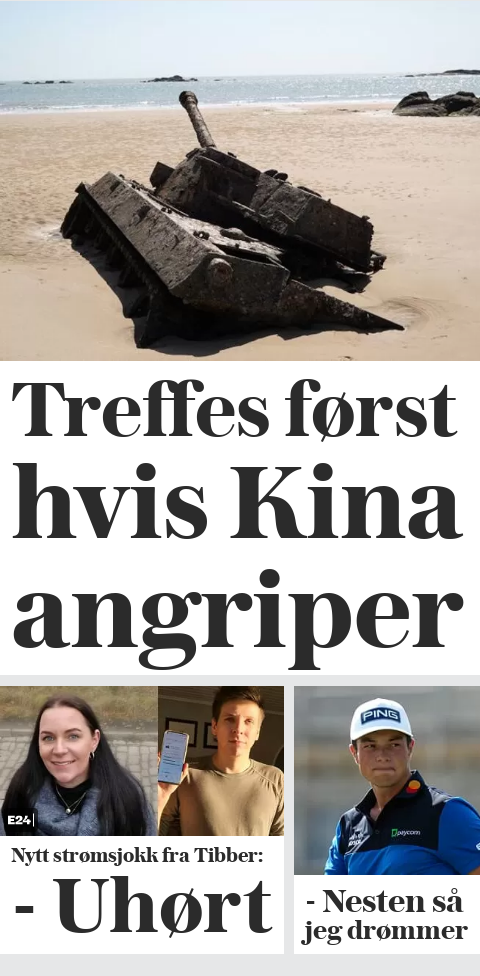 Treffes først
hvis Kina
angriper
E24
Nytt strømsjokk fra Tibber:
- Uhørt
PING
paycom
- Nesten så
jeg drømmer